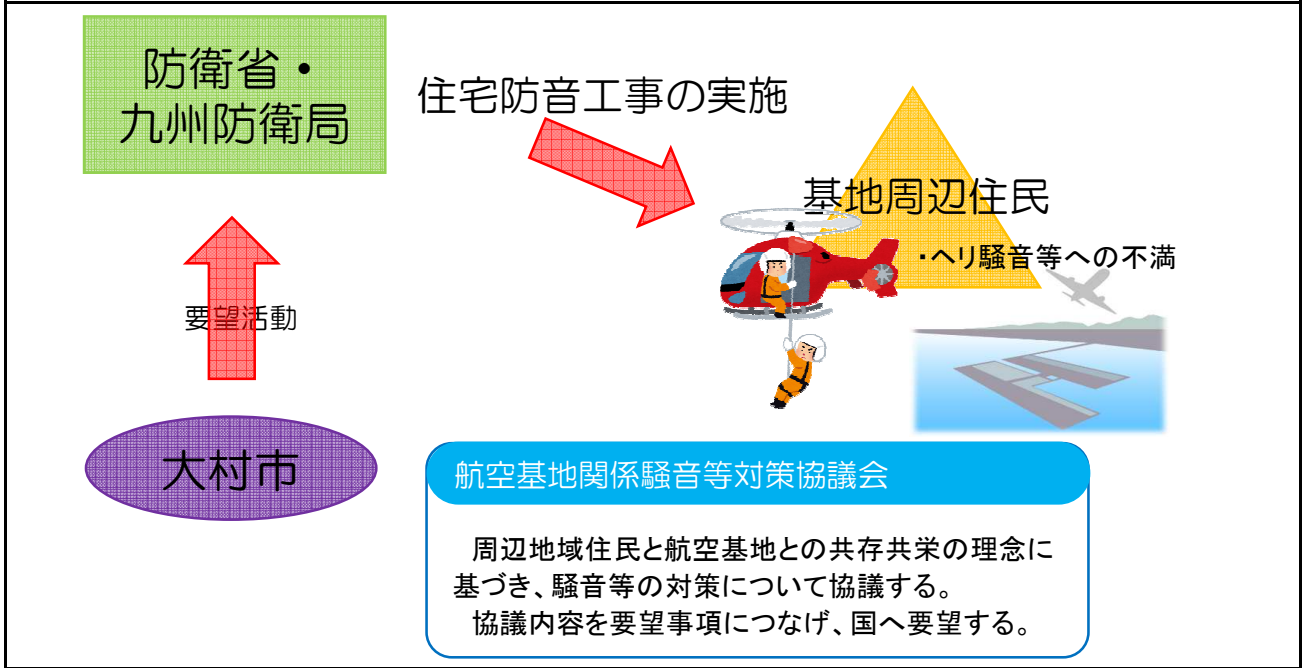 防衛省・
九州防衛局
住宅防音工事の実施
基地周辺住民
・ヘリ騒音等への不満
要望活動
大村市
航空基地関係騒音等対策協議会
周辺地域住民と航空基地との共存共栄の理念に
基づき、騒音等の対策について協議する。
協議内容を要望事項につなげ、国へ要望する。